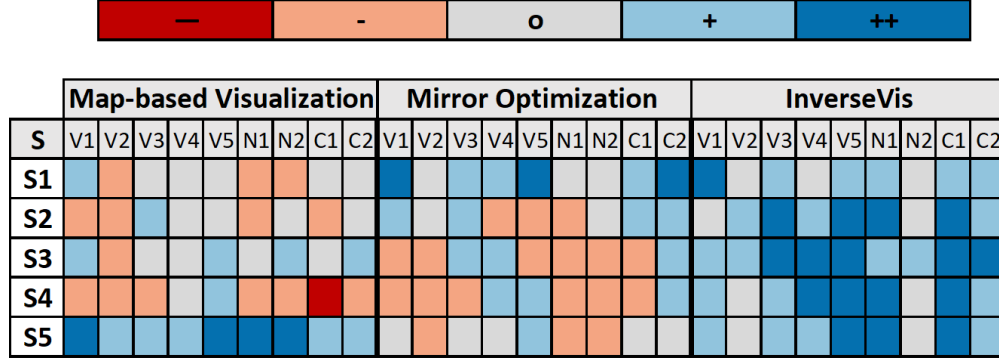 — - o + ++
Map-based Visualization Mirror Optimization InverseVis
S V1 V2 V3 V4 V5 N1 N2 C1 C2 V1 V2 V3 V4 V5 N1 N2 C1 C2 V1 V2 V3 V4 V5 N1 N2 C1 C2
S1
S2
S3
S4
S5